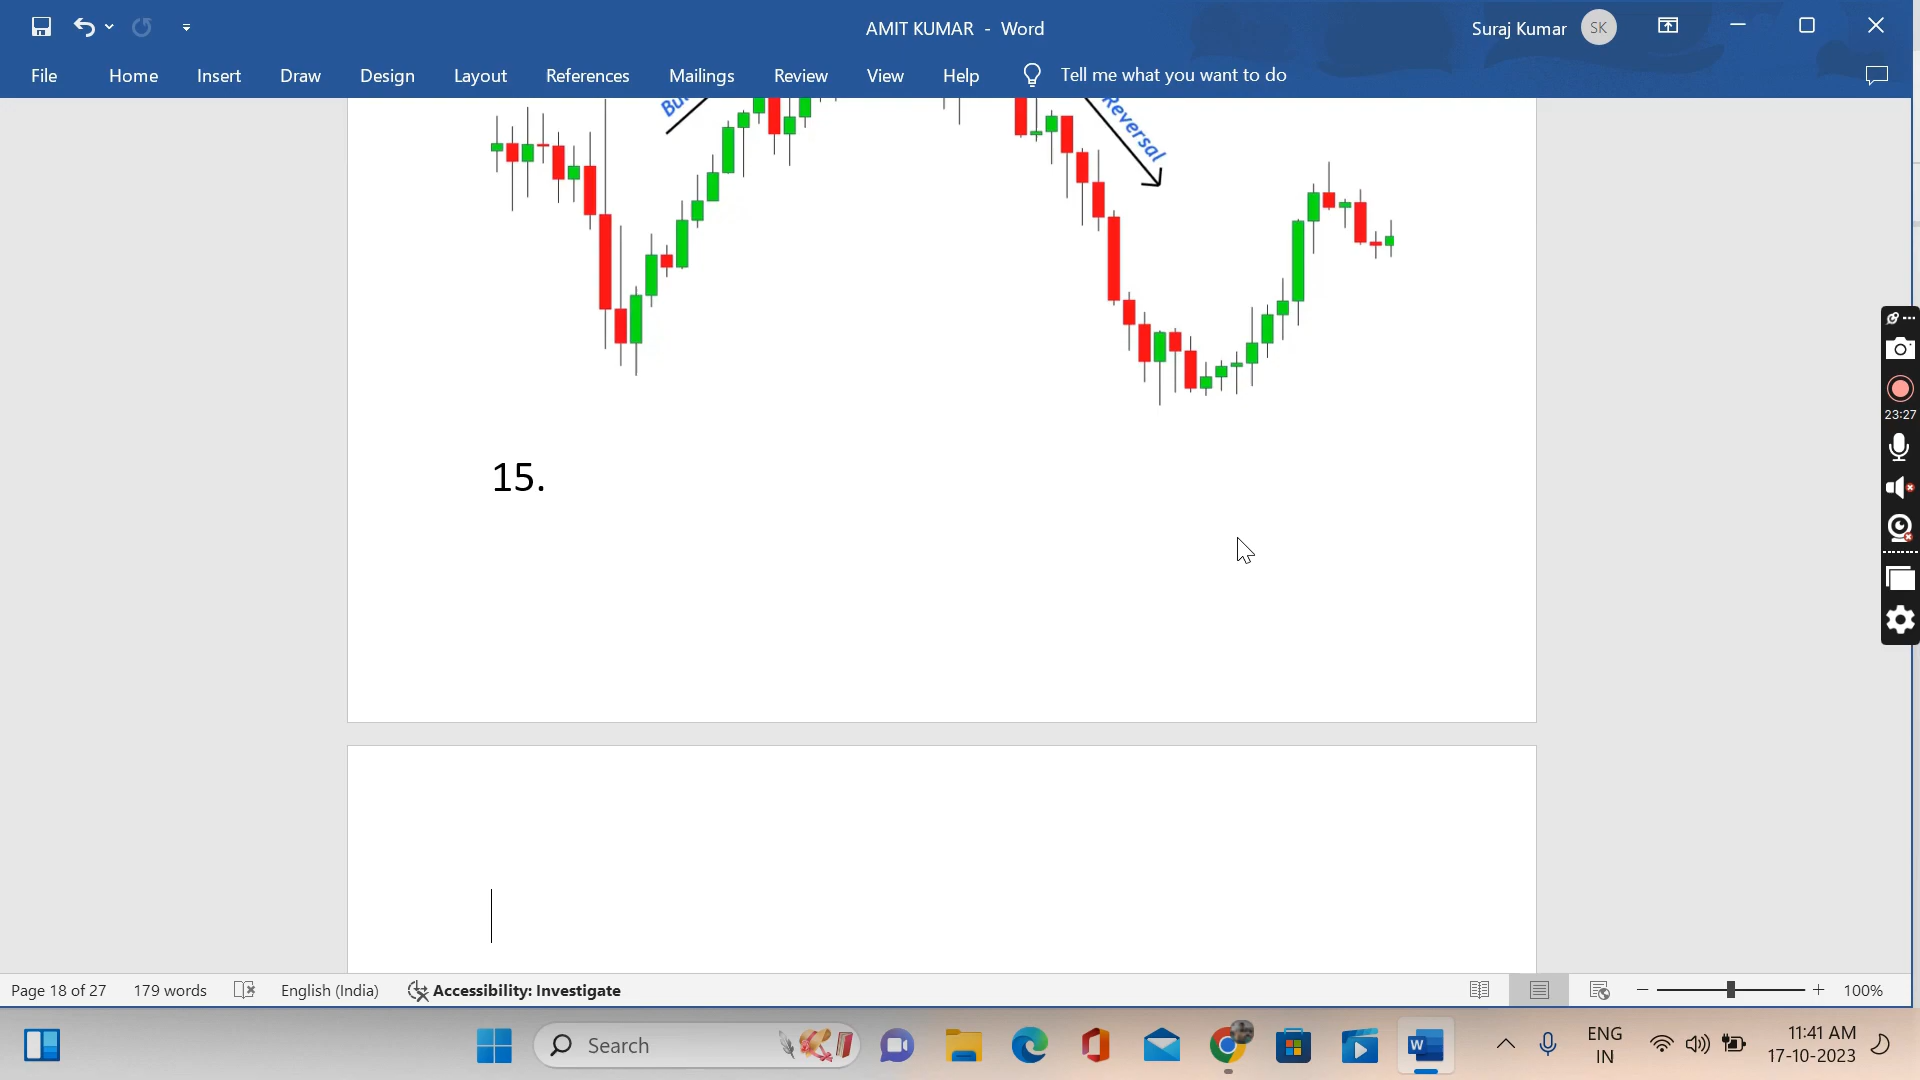 AMIT KUMAR - Word
Suraj Kumar
SK
File
Home
Insert
Draw
Design
Layout
References
Mailings
Review
View
Help
Tell me what you want to do
Reversal
23:27
15.
Page 18 of 27
179 words
English (India)
Accessibility: Investigate
100%
Search
ENG
IN
11:41 AM
17-10-2023